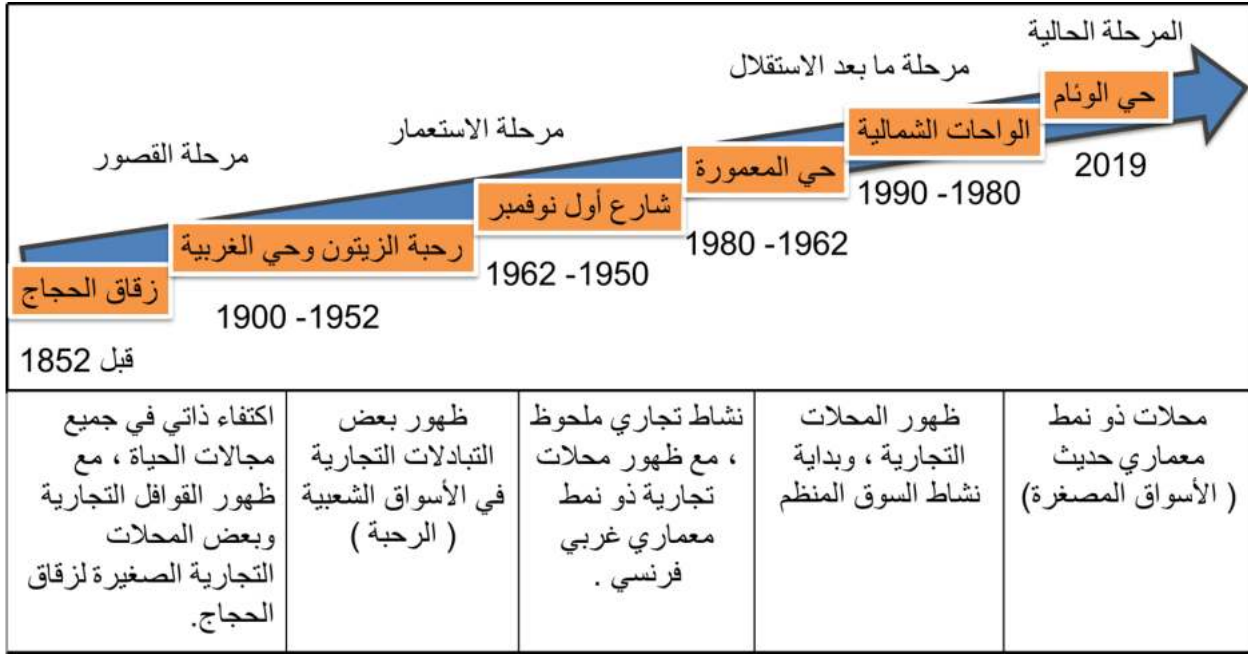 المرحلة الحالية
مرحلة ما بعد الاستقلال
مرحلة الاستعمار
مرحلة القصور
حي الوئام
الواحات الشمالية
حي المعمورة
شارع أول نوفمبر
رحبة الزيتون وحي الغربية
زقاق الحجاج
2019
1990 -1980
1980 -1962
1962 -1950
1900 -1952
قبل 1852
محلات ذو نمط
معماري حديث
( الأسواق المصغرة)
ظهور المحلات
التجارية ، وبداية
نشاط السوق المنظم
نشاط تجاري ملحوظ
، مع ظهور محلات
تجارية ذو نمط
معماري غربي
فرنسي .
ظهور بعض
التبادلات التجارية
في الأسواق الشعبية
( الرحبة )
اكتفاء ذاتي في جميع
مجالات الحياة ، مع
ظهور القوافل التجارية
وبعض المحلات
التجارية الصغيرة لزقاق
الحجاج.